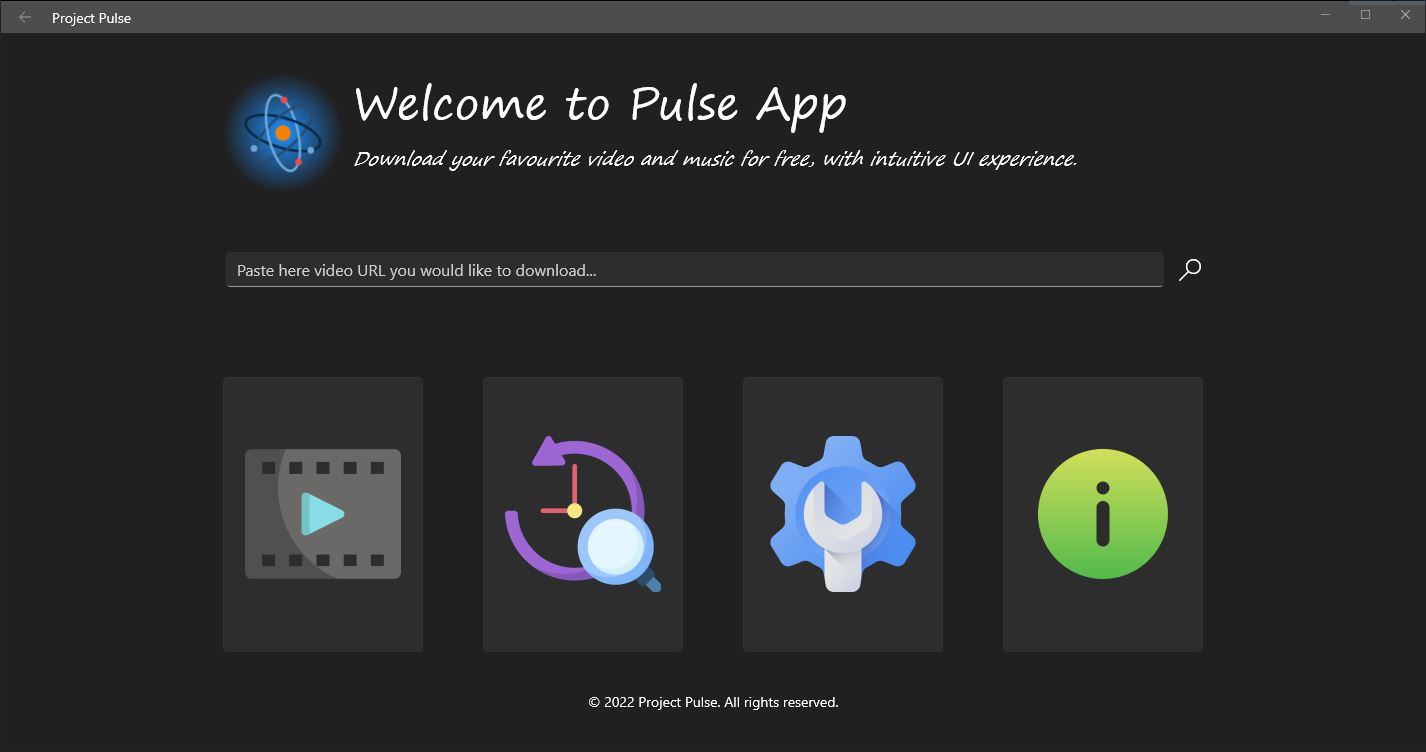 Project Pulse
Welcome to Pulse App
Download your favourite video and music for free, with intuitive UI experience.
Paste here video URL you would like to download...
© 2022 Project Pulse. All rights reserved.